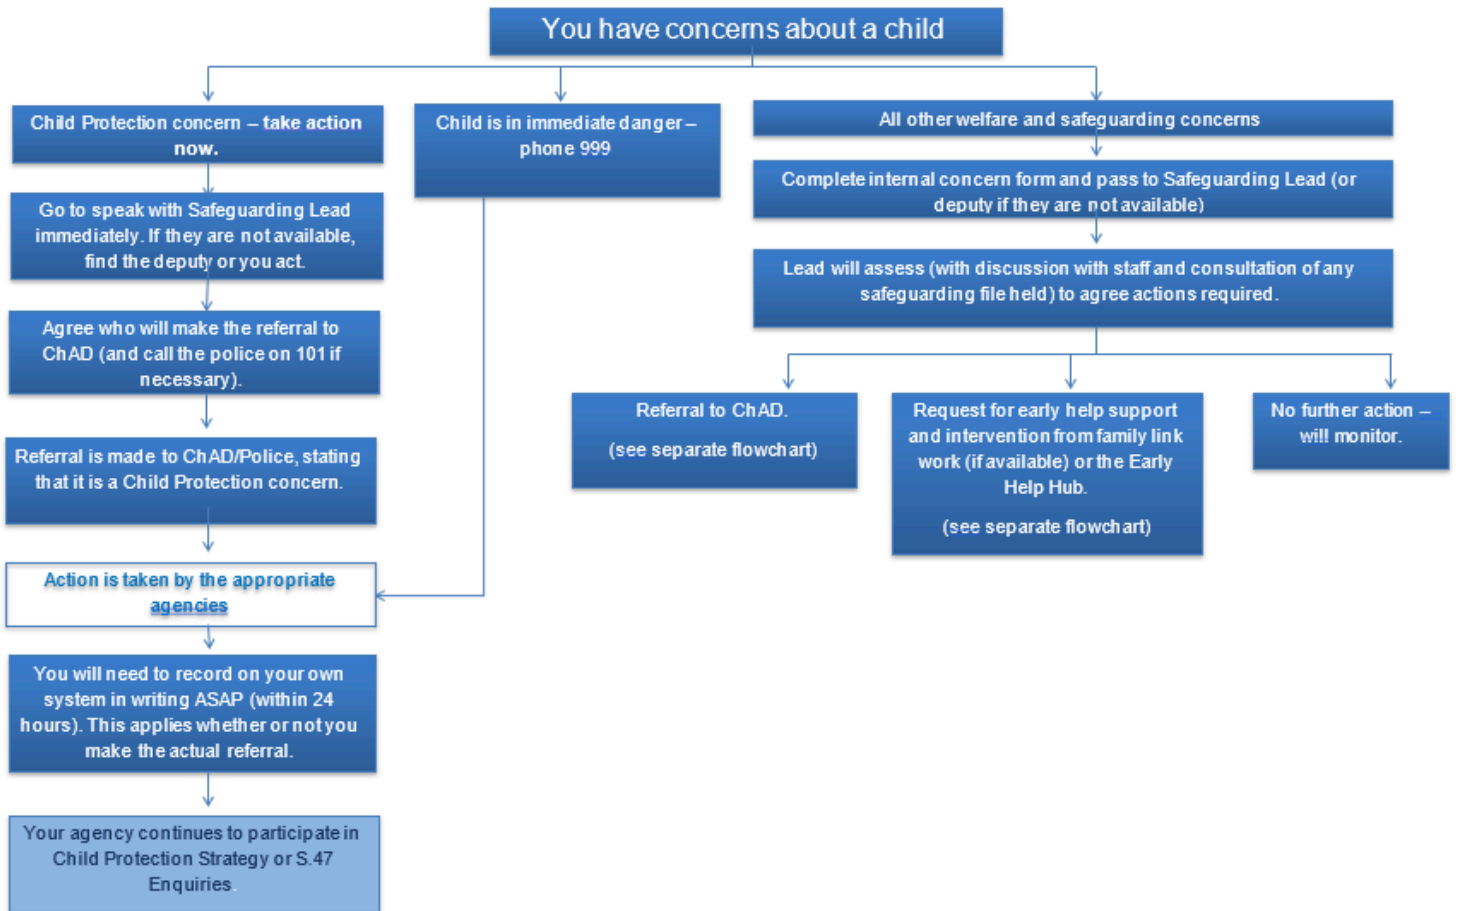 You have concerns about a child
Child Protection concern – take action
now.
Go to speak with Safeguarding Lead
immediately. If they are not available,
find the deputy or you act.
Agree who will make the referral to
ChAD (and call the police on 101 if
necessary).
Referral is made to ChAD/Police, stating
that it is a Child Protection concern.
Action is taken by the appropriate
agencies
You will need to record on your own
system in writing ASAP (within 24
hours). This applies whether or not you
make the actual referral.
Your agency continues to participate in
Child Protection Strategy or S.47
Enquiries.
Child is in immediate danger –
phone 999
All other welfare and safeguarding concerns
Complete internal concern form and pass to Safeguarding Lead (or
deputy if they are not available)
Lead will assess (with discussion with staff and consultation of any
safeguarding file held) to agree actions required.
Referral to ChAD.
(see separate flowchart)
Request for early help support
and intervention from family link
work (if available) or the Early
Help Hub.
(see separate flowchart)
No further action –
will monitor.